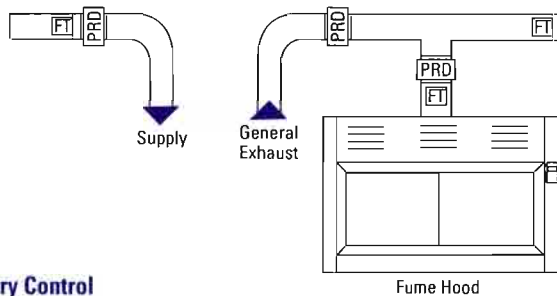 FT PRD PRD FT
PRD
FT
Supply
General
Exhaust
Fume Hood
ry Control